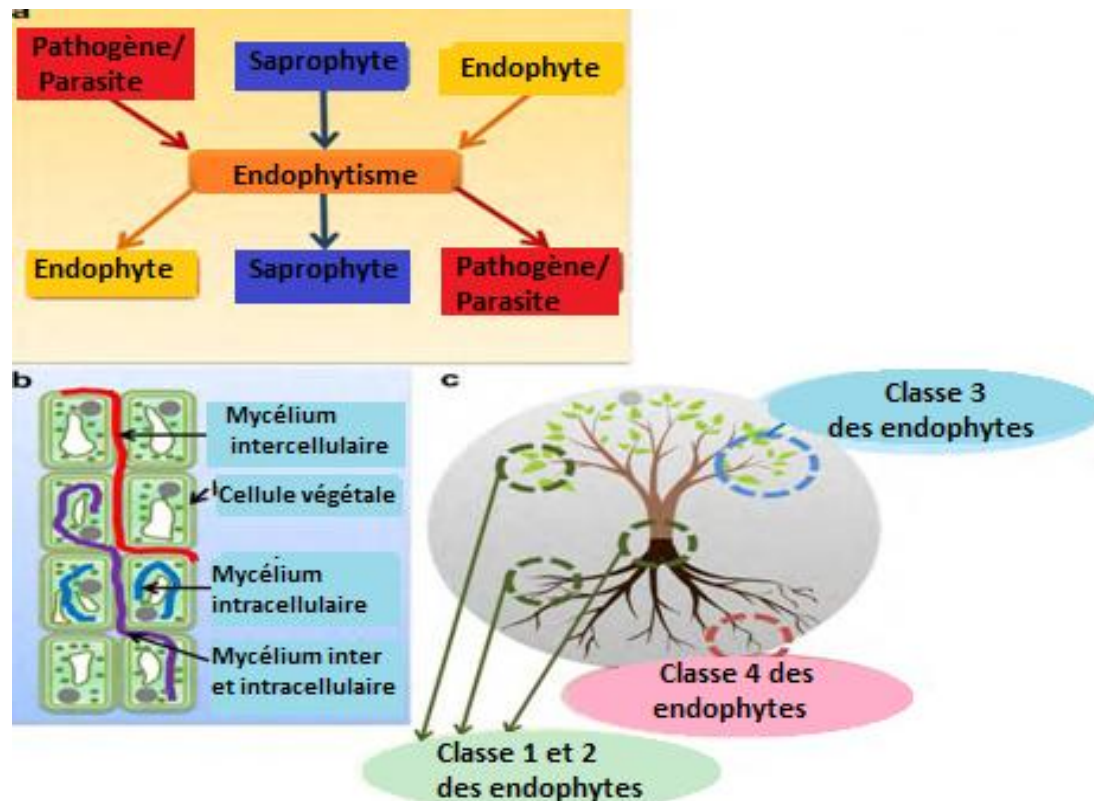 a
Pathogène/
Parasite
Saprophyte
Endophyte
Endophytisme
Endophyte
Saprophyte
Pathogène/
Parasite
b
Mycélium
intercellulaire
Cellule végétale
Mycélium
intracellulaire
Mycélium inter
et intracellulaire
c
Classe 3
des endophytes
Classe 4 des
endophytes
Classe 1 et 2
des endophytes